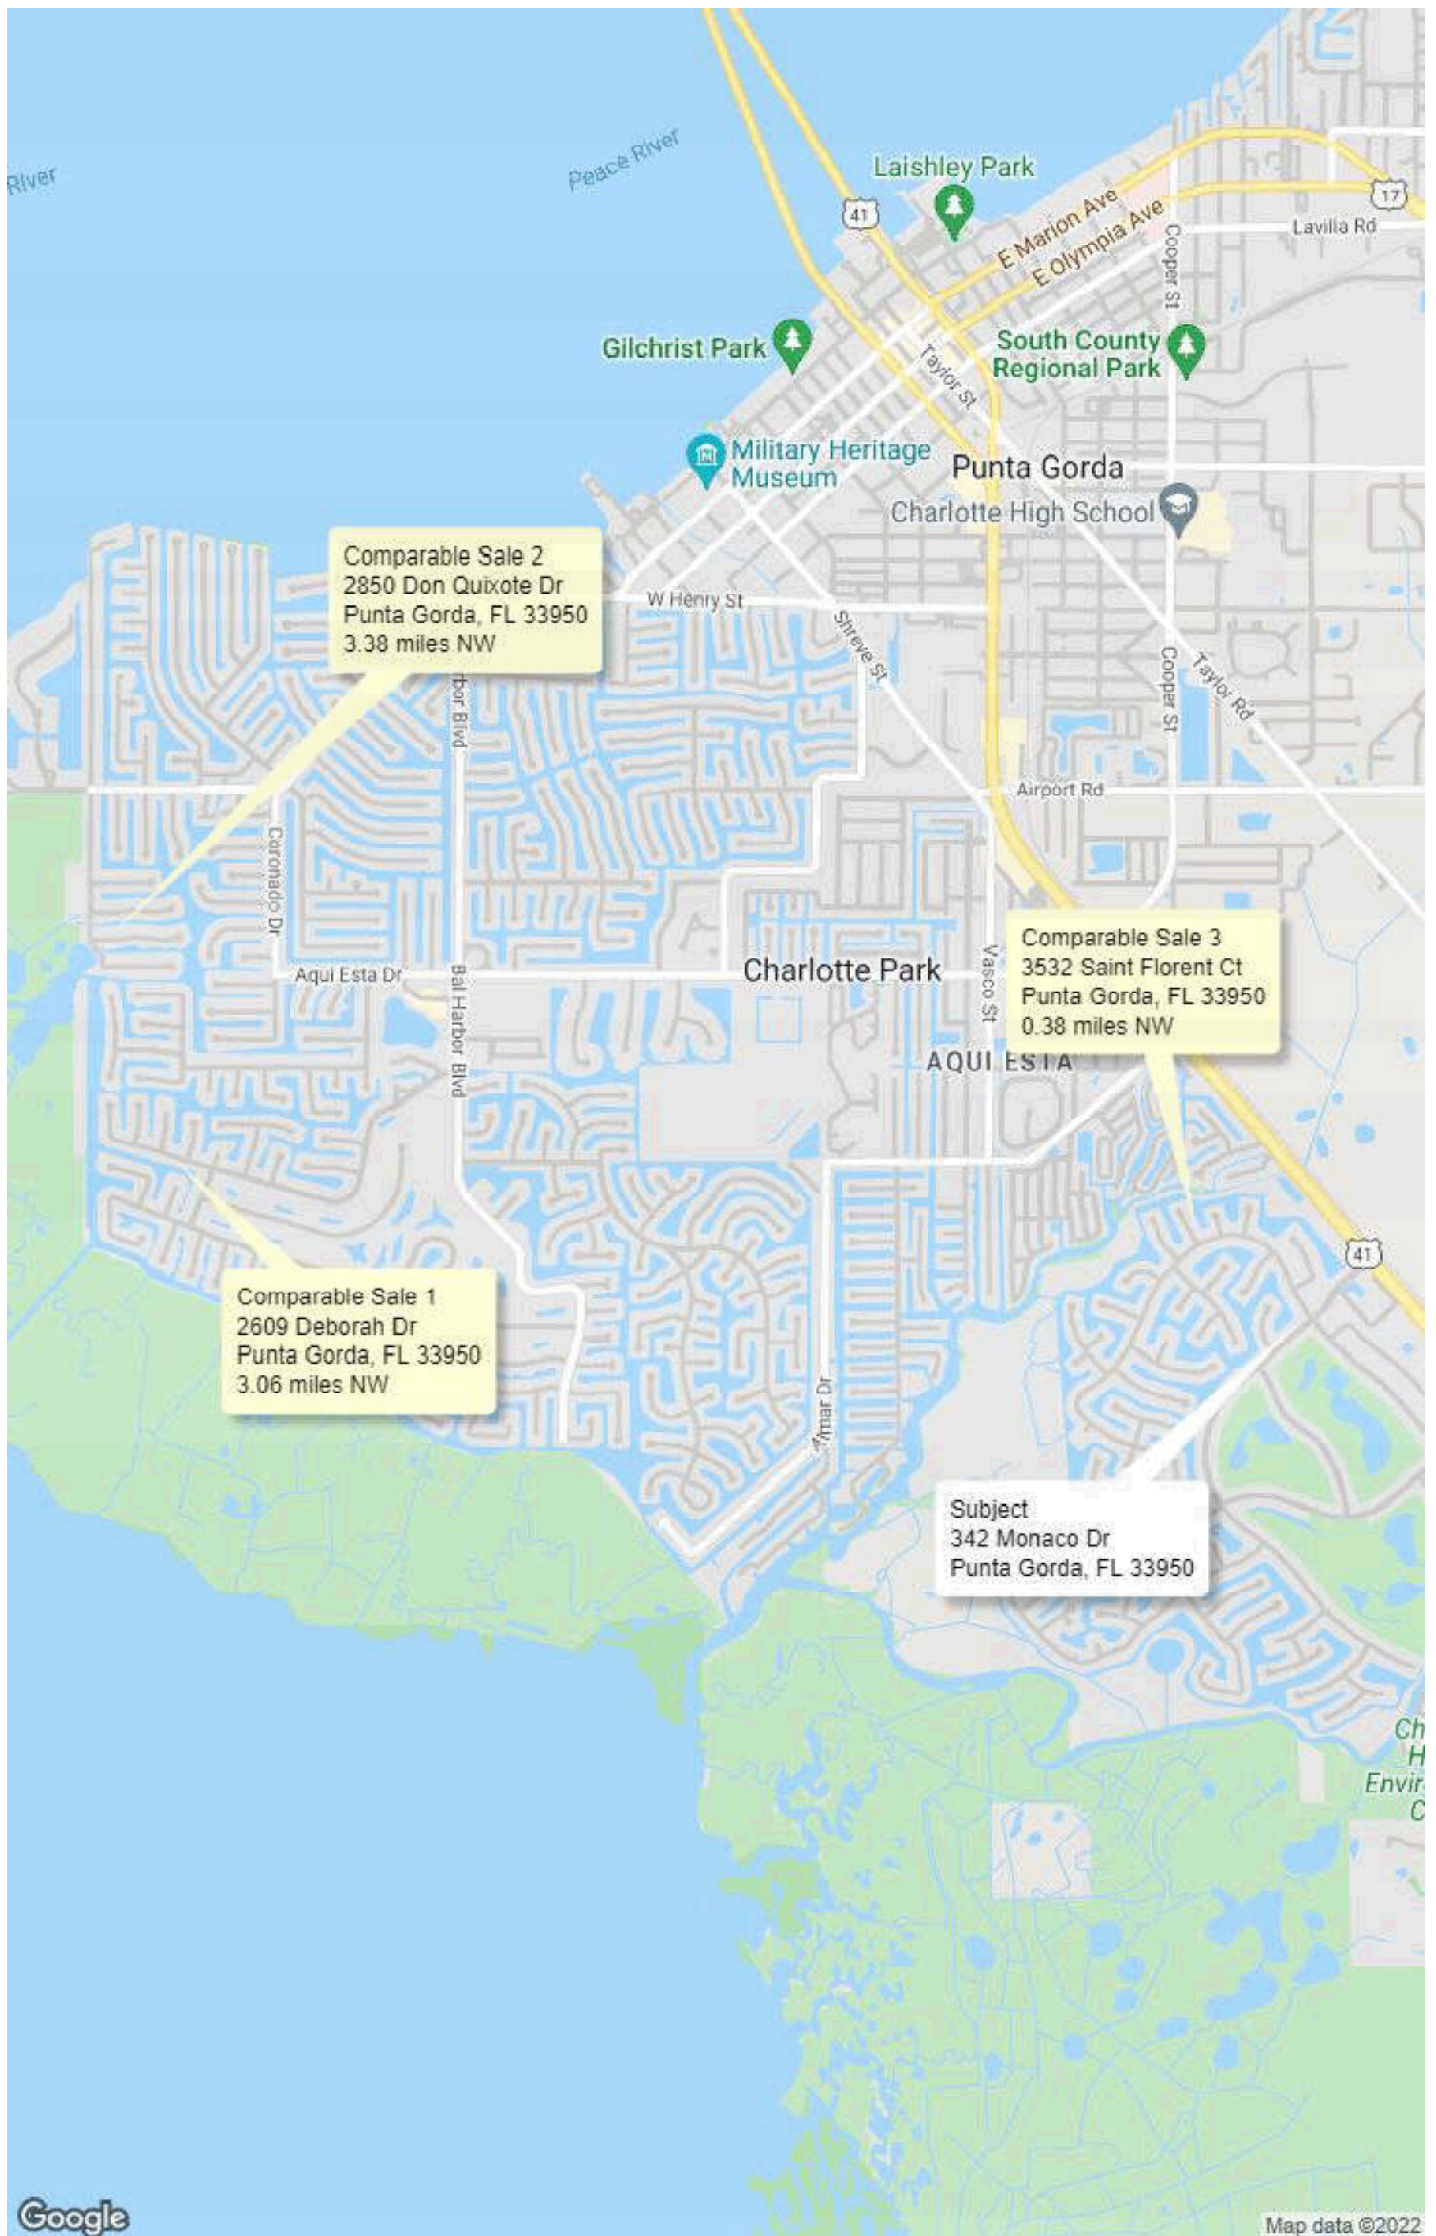 River
Peace River
Laishley Park
41
17
E Marion Ave
E Olympia Ave
Lavilla Rd
Cooper St
Gilchrist Park
South County
Regional Park
Taylor St
Military Heritage
Museum
Punta Gorda
Charlotte High School
Comparable Sale 2
2850 Don Quixote Dr
Punta Gorda, FL 33950
3.38 miles NW
W Henry St
Shreve St
Cooper St
Taylor Rd
rbor Blvd
Airport Rd
Coronado Dr
Aqui Esta Dr
Bal Harbor Blvd
Charlotte Park
Vasco St
Comparable Sale 3
3532 Saint Florent Ct
Punta Gorda, FL 33950
0.38 miles NW
AQUI ESTA
41
Comparable Sale 1
2609 Deborah Dr
Punta Gorda, FL 33950
3.06 miles NW
Dr
Subject
342 Monaco Dr
Punta Gorda, FL 33950
Ch
H
Envir
C
Google
Map data ©2022